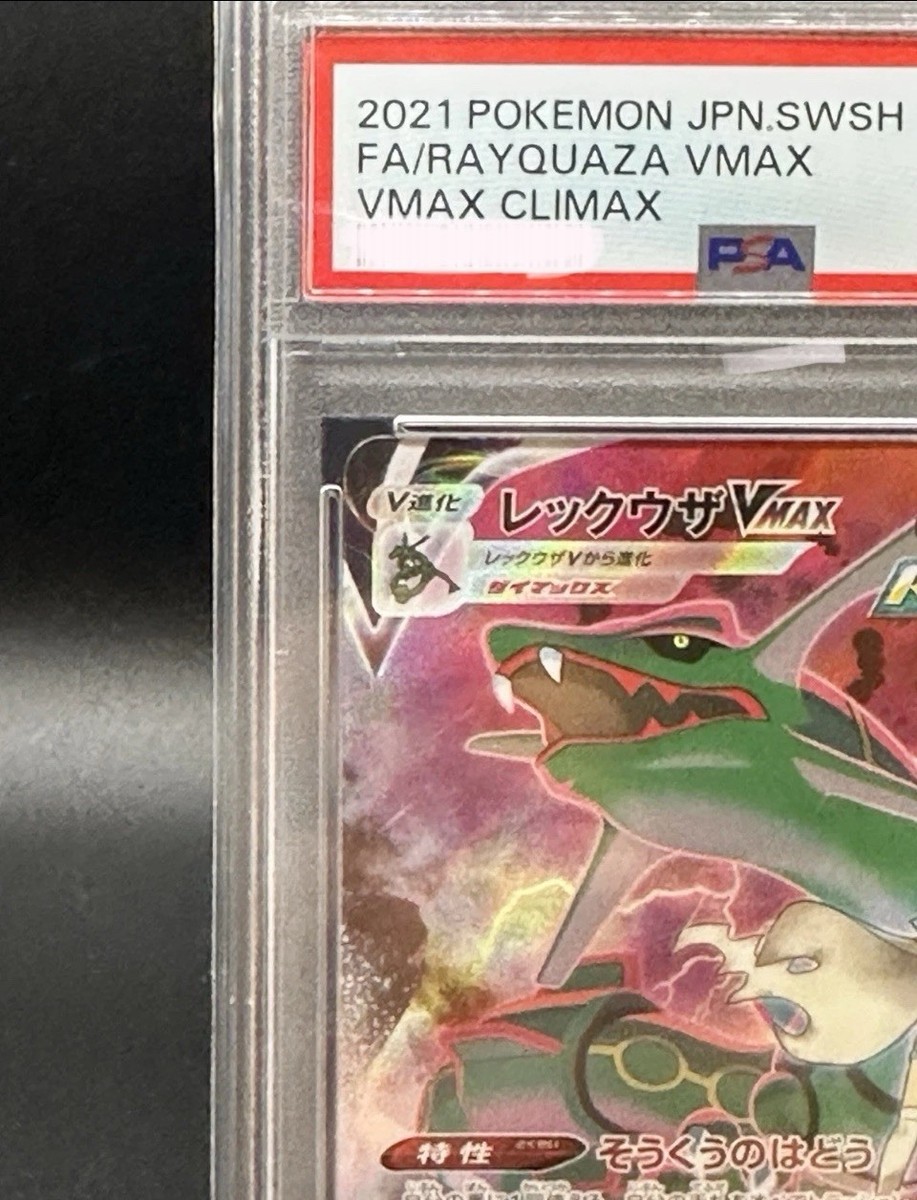 2021 POKEMON JPN.SWSH
FA/RAYQUAZA VMAX
VMAX CLIMAX
PSA
V進化
レックウザVMAX
レックウザVから進化
ダイマックス
特性
そうくうのはどう